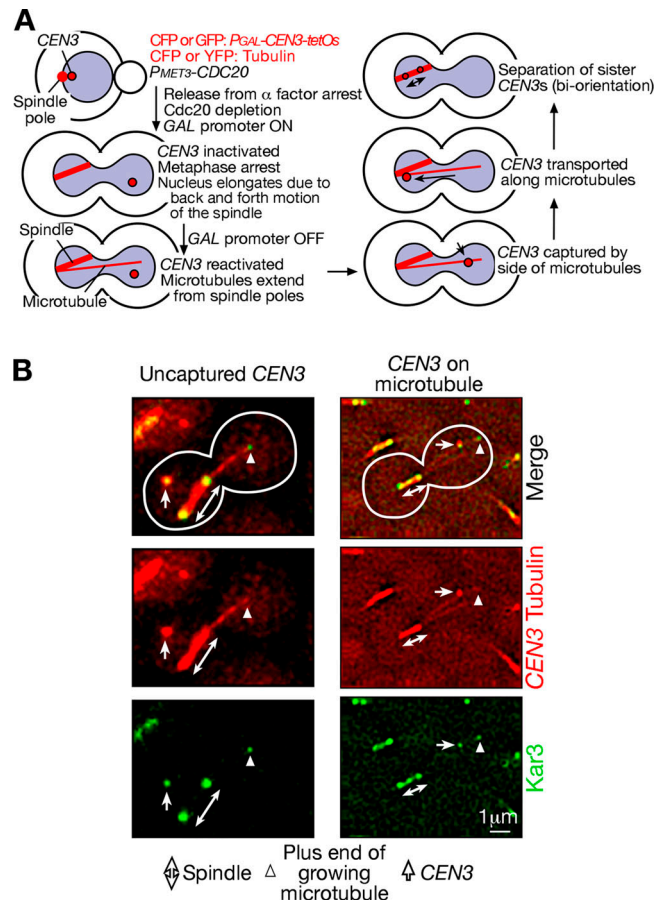 A
CEN3
Spindle
pole
CFP or GFP: PGAL-CEN3-tetOs
CFP or YFP: Tubulin
PMET3-CDC20
Release from α factor arrest
Cdc20 depletion
GAL promoter ON
CEN3 inactivated
Metaphase arrest
Nucleus elongates due to
back and forth motion
of the spindle
Spindle
GAL promoter OFF
CEN3 reactivated
Microtubules extend
from spindle poles
Microtubule
Separation of sister
CEN3s (bi-orientation)
CEN3 transported
along microtubules
CEN3 captured by
side of microtubules
B
Uncaptured CEN3
CEN3 on
microtubule
Merge
CEN3 Tubulin
Kar3
1μm
Spindle
Plus end of
growing
microtubule
CEN3